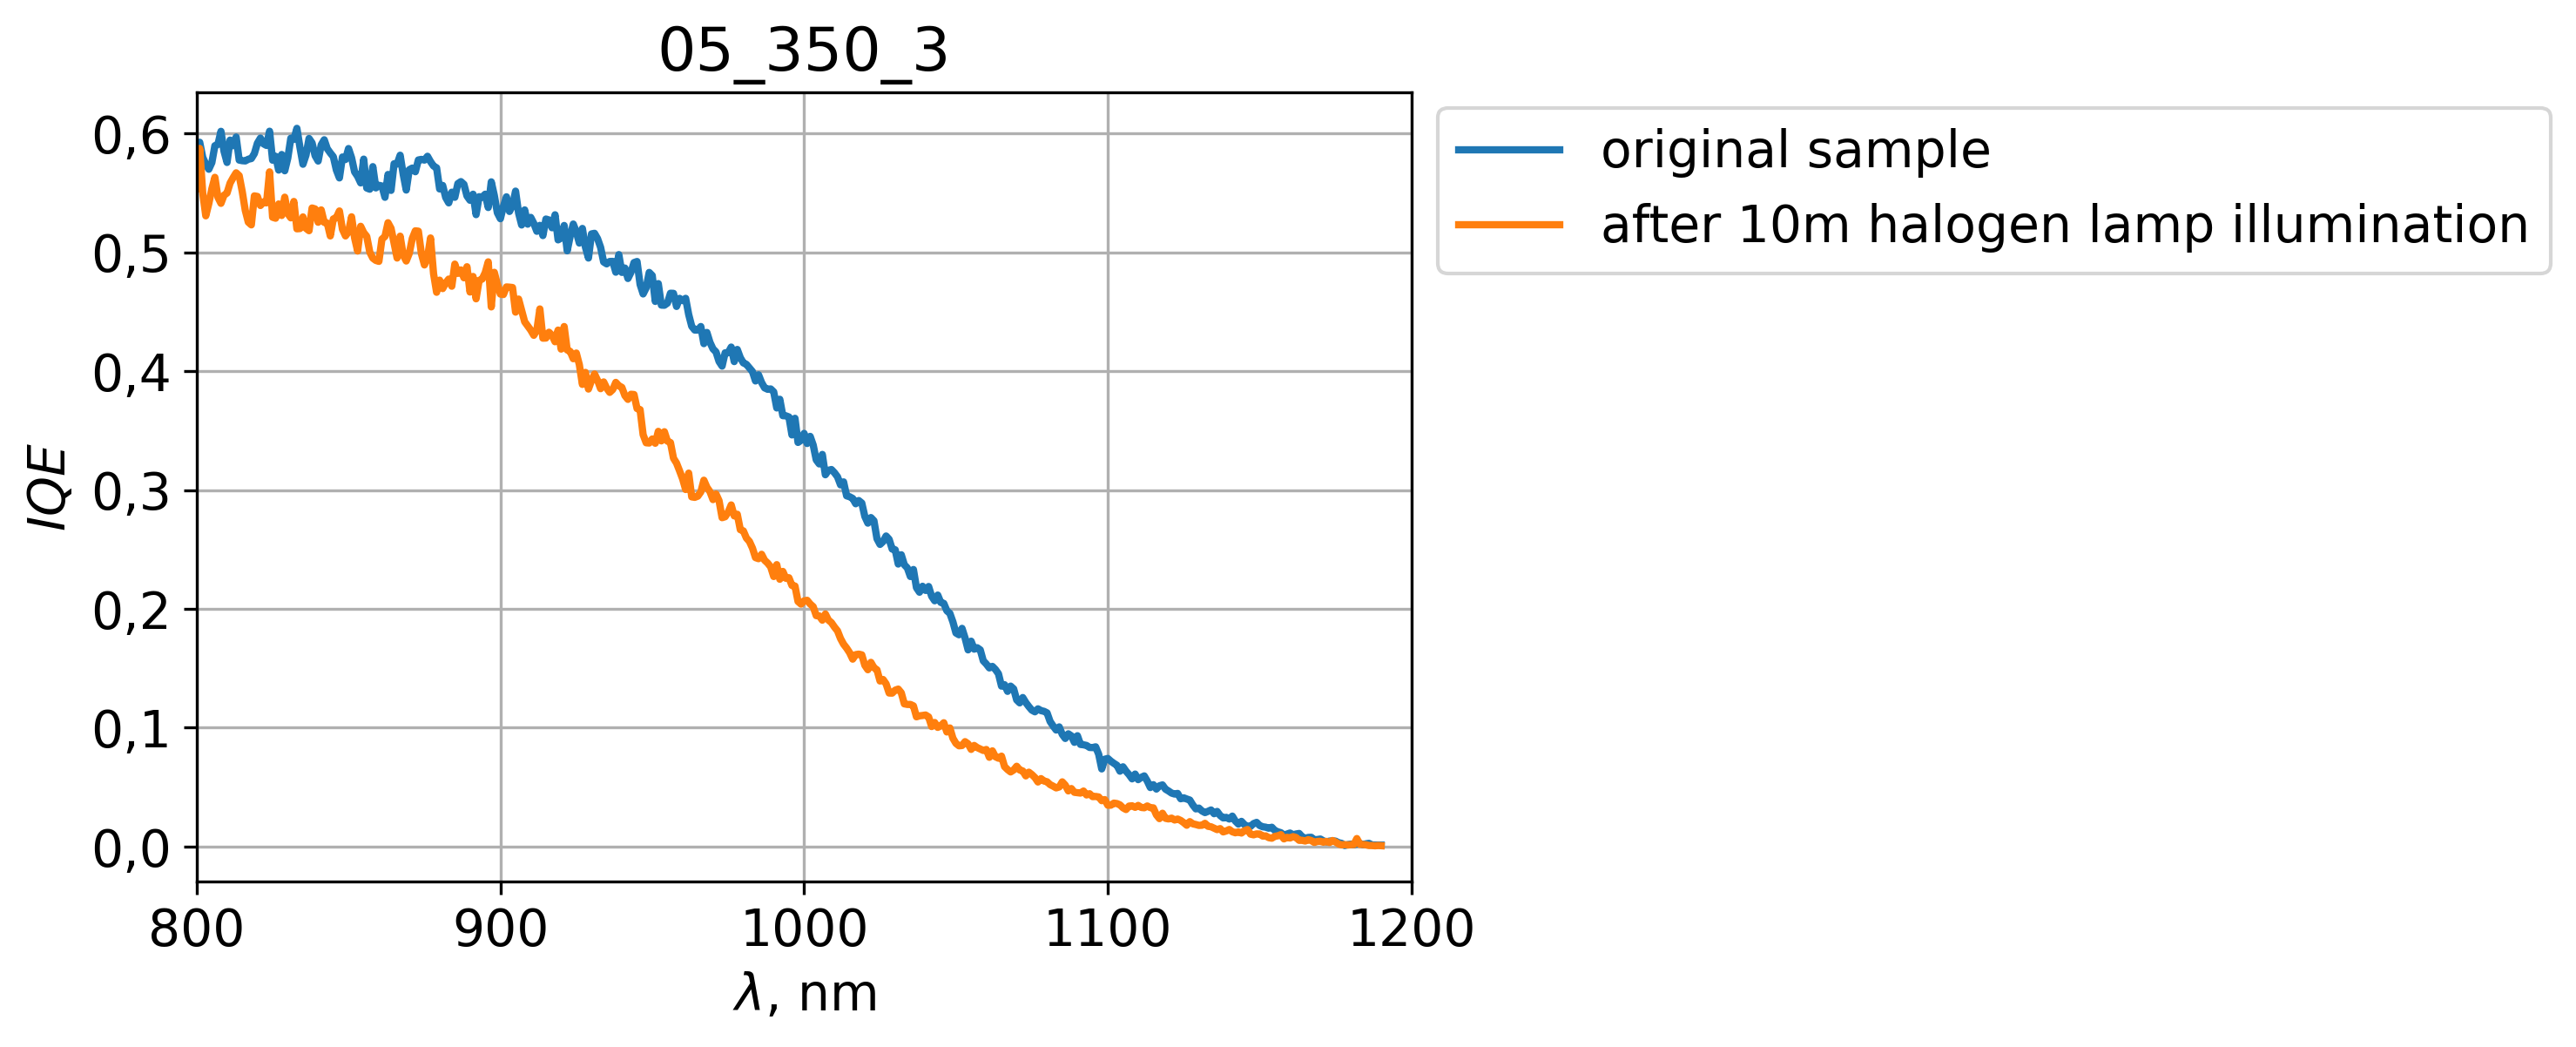 05_350_3
original sample
after 10m halogen lamp illumination
IQE
0,6
0,5
0,4
0,3
0,2
0,1
0,0
800 900 1000 1100 1200
λ, nm